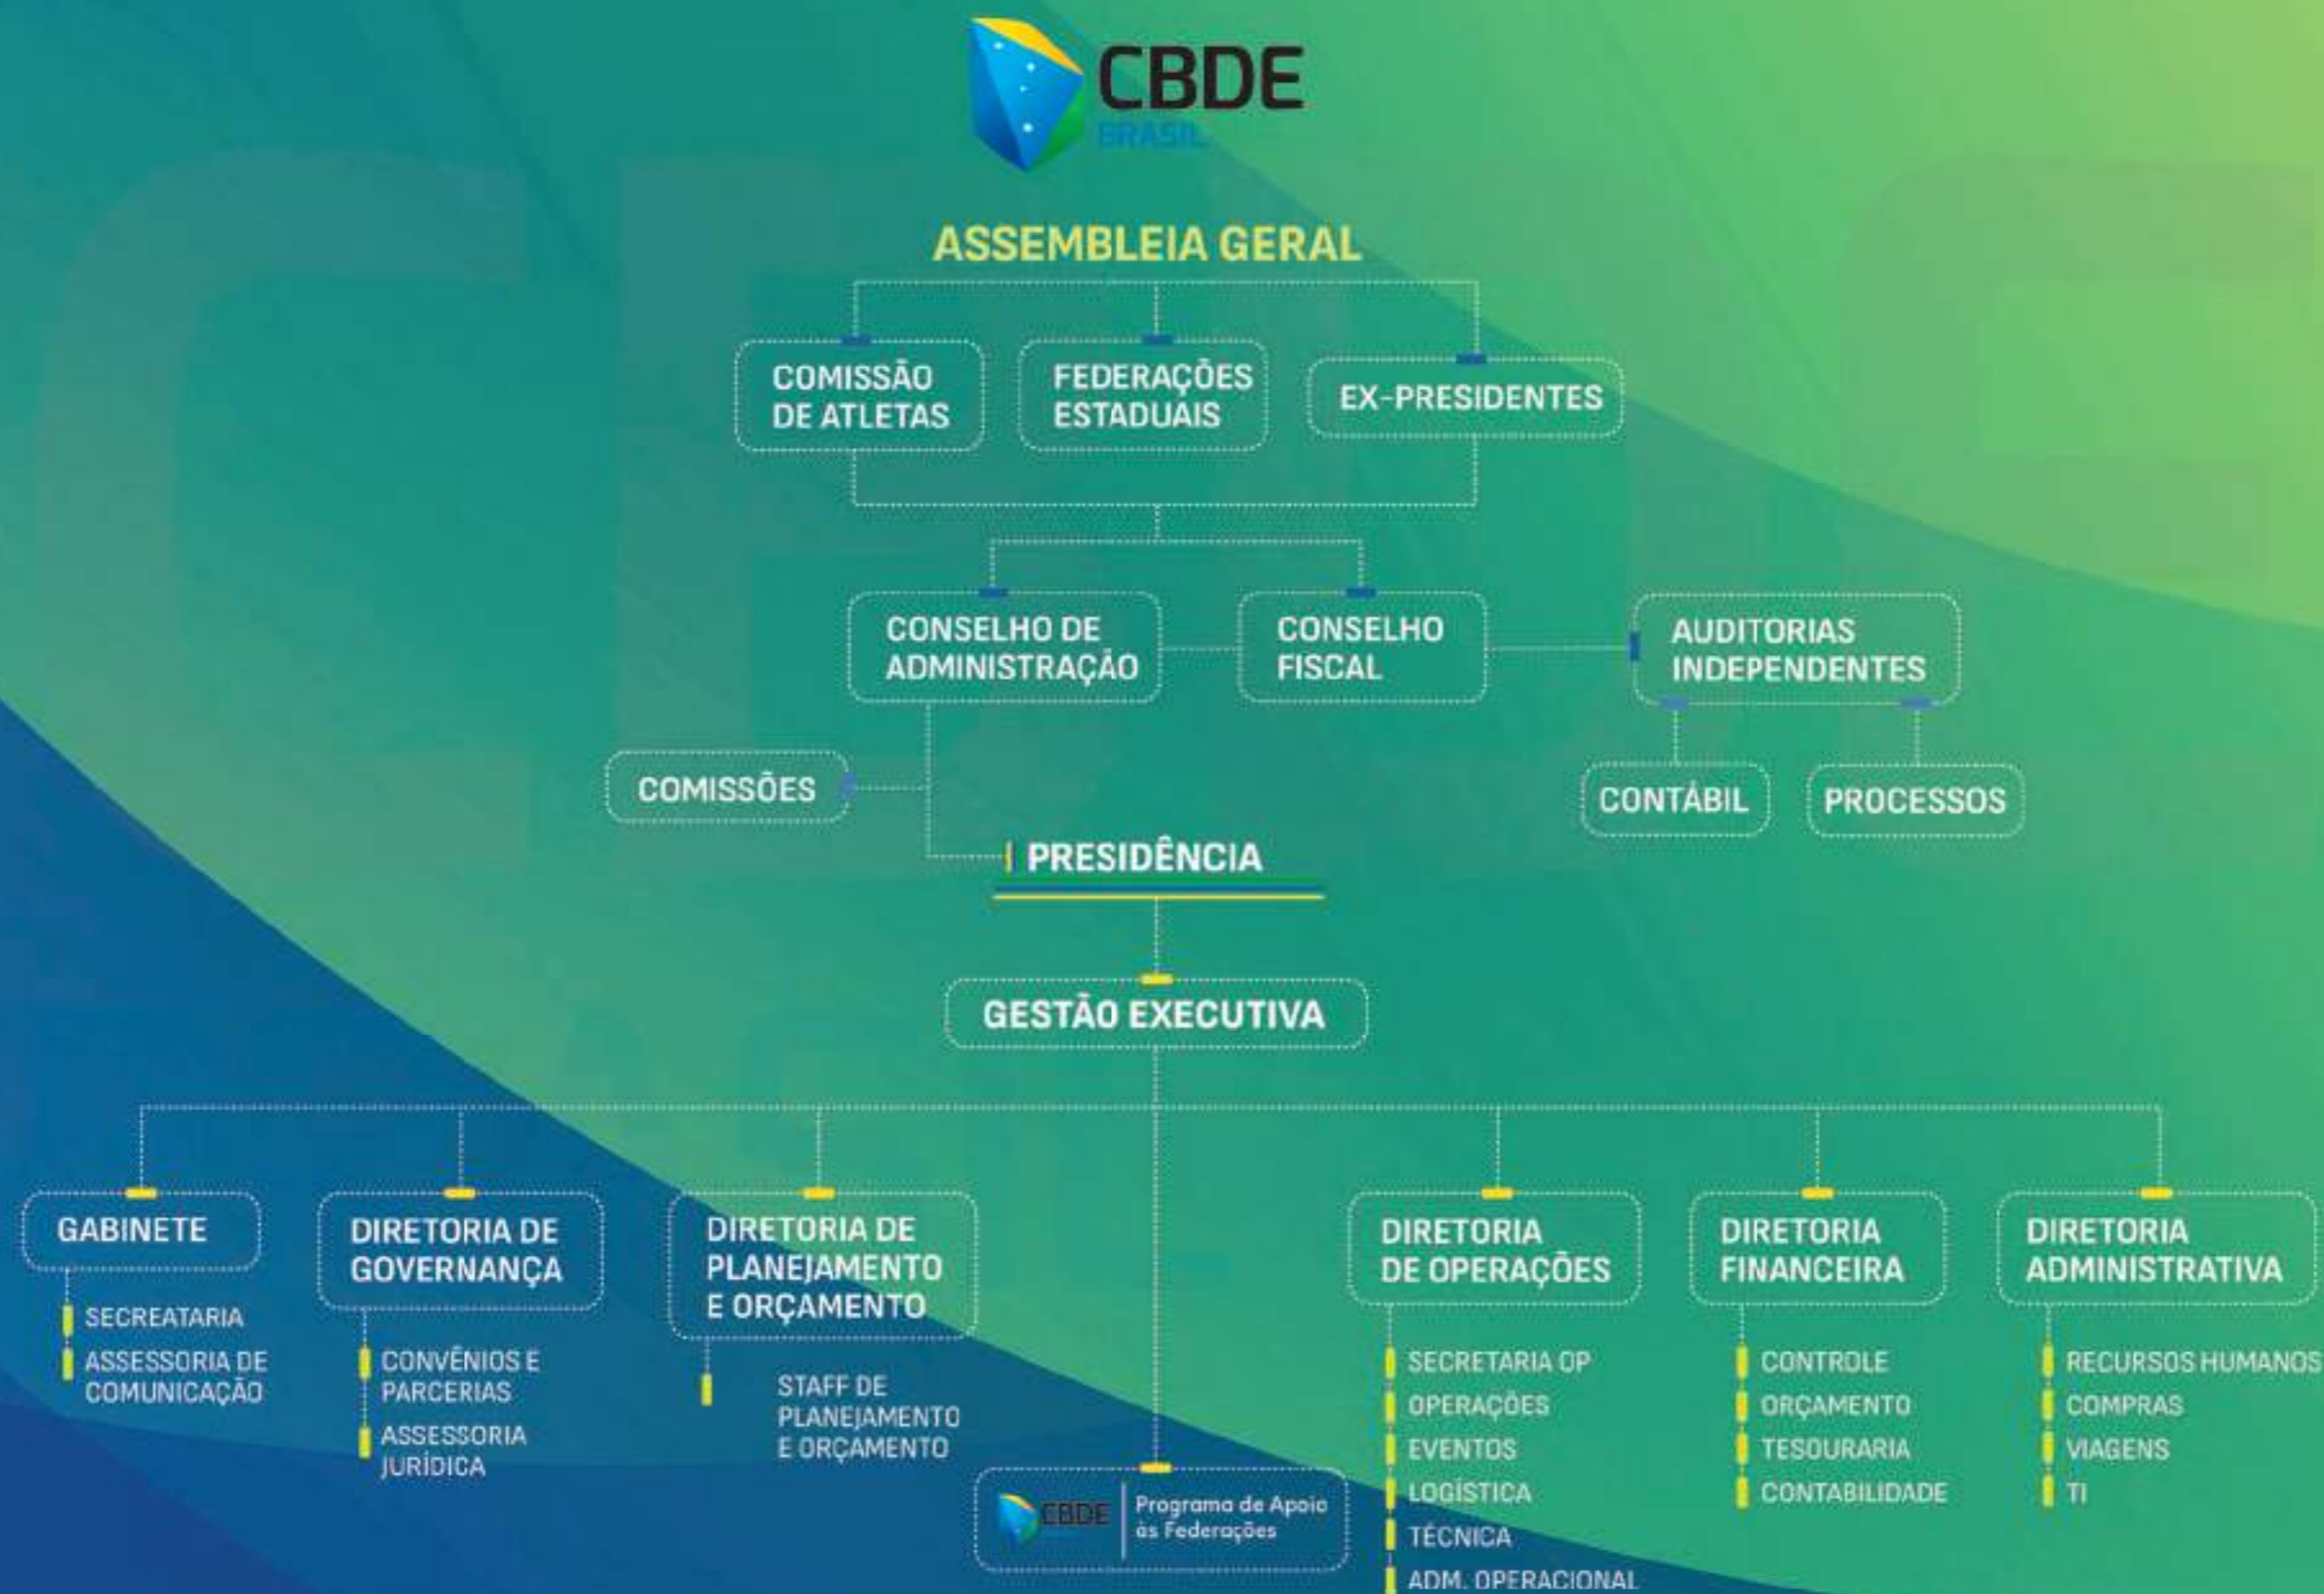 CBDE
BRASIL
ASSEMBLEIA GERAL
COMISSÃO
DE ATLETAS
FEDERAÇÕES
ESTADUAIS
EX-PRESIDENTES
CONSELHO DE
ADMINISTRAÇÃO
CONSELHO
FISCAL
AUDITORIAS
INDEPENDENTES
COMISSÕES
CONTÁBIL
PROCESSOS
PRESIDÊNCIA
GESTÃO EXECUTIVA
GABINETE
SECREATARIA
ASSESSORIA DE
COMUNICAÇÃO
DIRETORIA DE
GOVERNANÇA
CONVÊNIOS E
PARCERIAS
ASSESSORIA
JURÍDICA
DIRETORIA DE
PLANEJAMENTO
E ORÇAMENTO
STAFF DE
PLANEJAMENTO
E ORÇAMENTO
CBDE
Programa de Apoio
às Federações
DIRETORIA
DE OPERAÇÕES
SECRETARIA OP
OPERAÇÕES
EVENTOS
LOGÍSTICA
TÉCNICA
ADM. OPERACIONAL
DIRETORIA
FINANCEIRA
CONTROLE
ORÇAMENTO
TESOURARIA
CONTABILIDADE
DIRETORIA
ADMINISTRATIVA
RECURSOS HUMANOS
COMPRAS
VIAGENS
TI